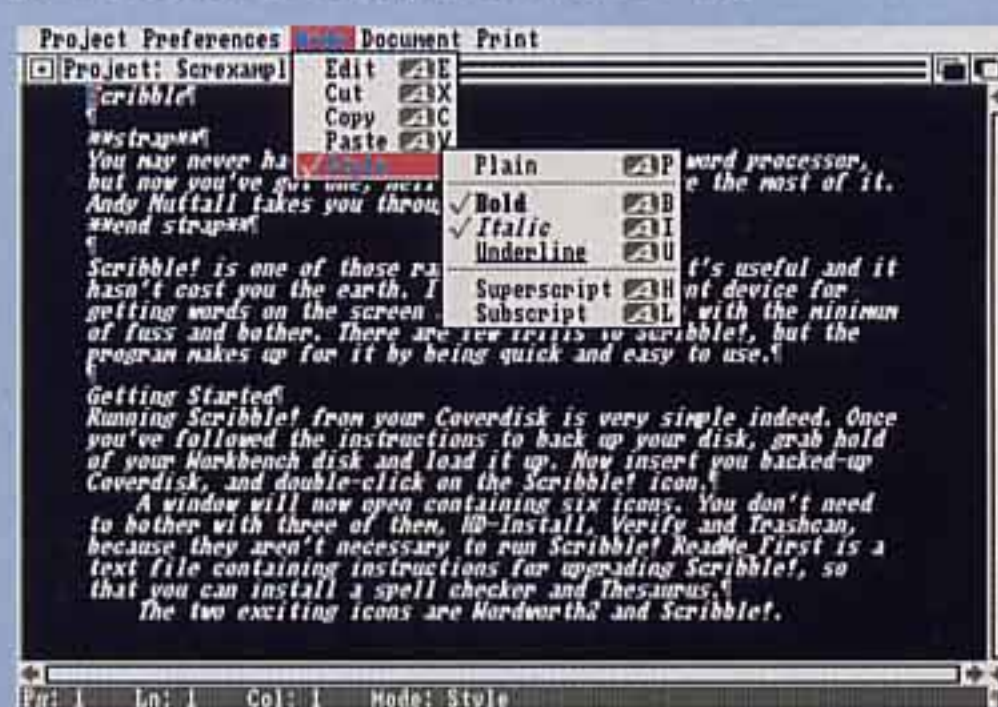 Project Preferences Document Print
Project: Screxampl
Edit A E
Cut A X
Copy A C
Paste A V
✓ Style
Plain A P
✓ Bold A B
✓ Italic A I
Underline A U
Superscript A H
Subscript A L
Scribble¶
¶
**strap**¶
You may never ha word processor,
but now you've got one, e the most of it.
Andy Nuttall takes you throug
**end strap**¶
¶
Scribble! is one of those ra t's useful and it
hasn't cost you the earth. I nt device for
getting words on the screen with the minimum
of fuss and bother. There are few frills to Scribble!, but the
program makes up for it by being quick and easy to use.¶
¶
Getting Started¶
Running Scribble! from your Coverdisk is very simple indeed. Once
you've followed the instructions to back up your disk, grab hold
of your Workbench disk and load it up. Now insert you backed-up
Coverdisk, and double-click on the Scribble! icon.¶
A window will now open containing six icons. You don't need
to bother with three of them, HD-Install, Verify and Trashcan,
because they aren't necessary to run Scribble! ReadMe_First is a
text file containing instructions for upgrading Scribble!, so
that you can install a spell checker and Thesaurus.¶
The two exciting icons are Wordworth2 and Scribble!.
Pg: 1 Ln: 1 Col: 1 Mode: Style